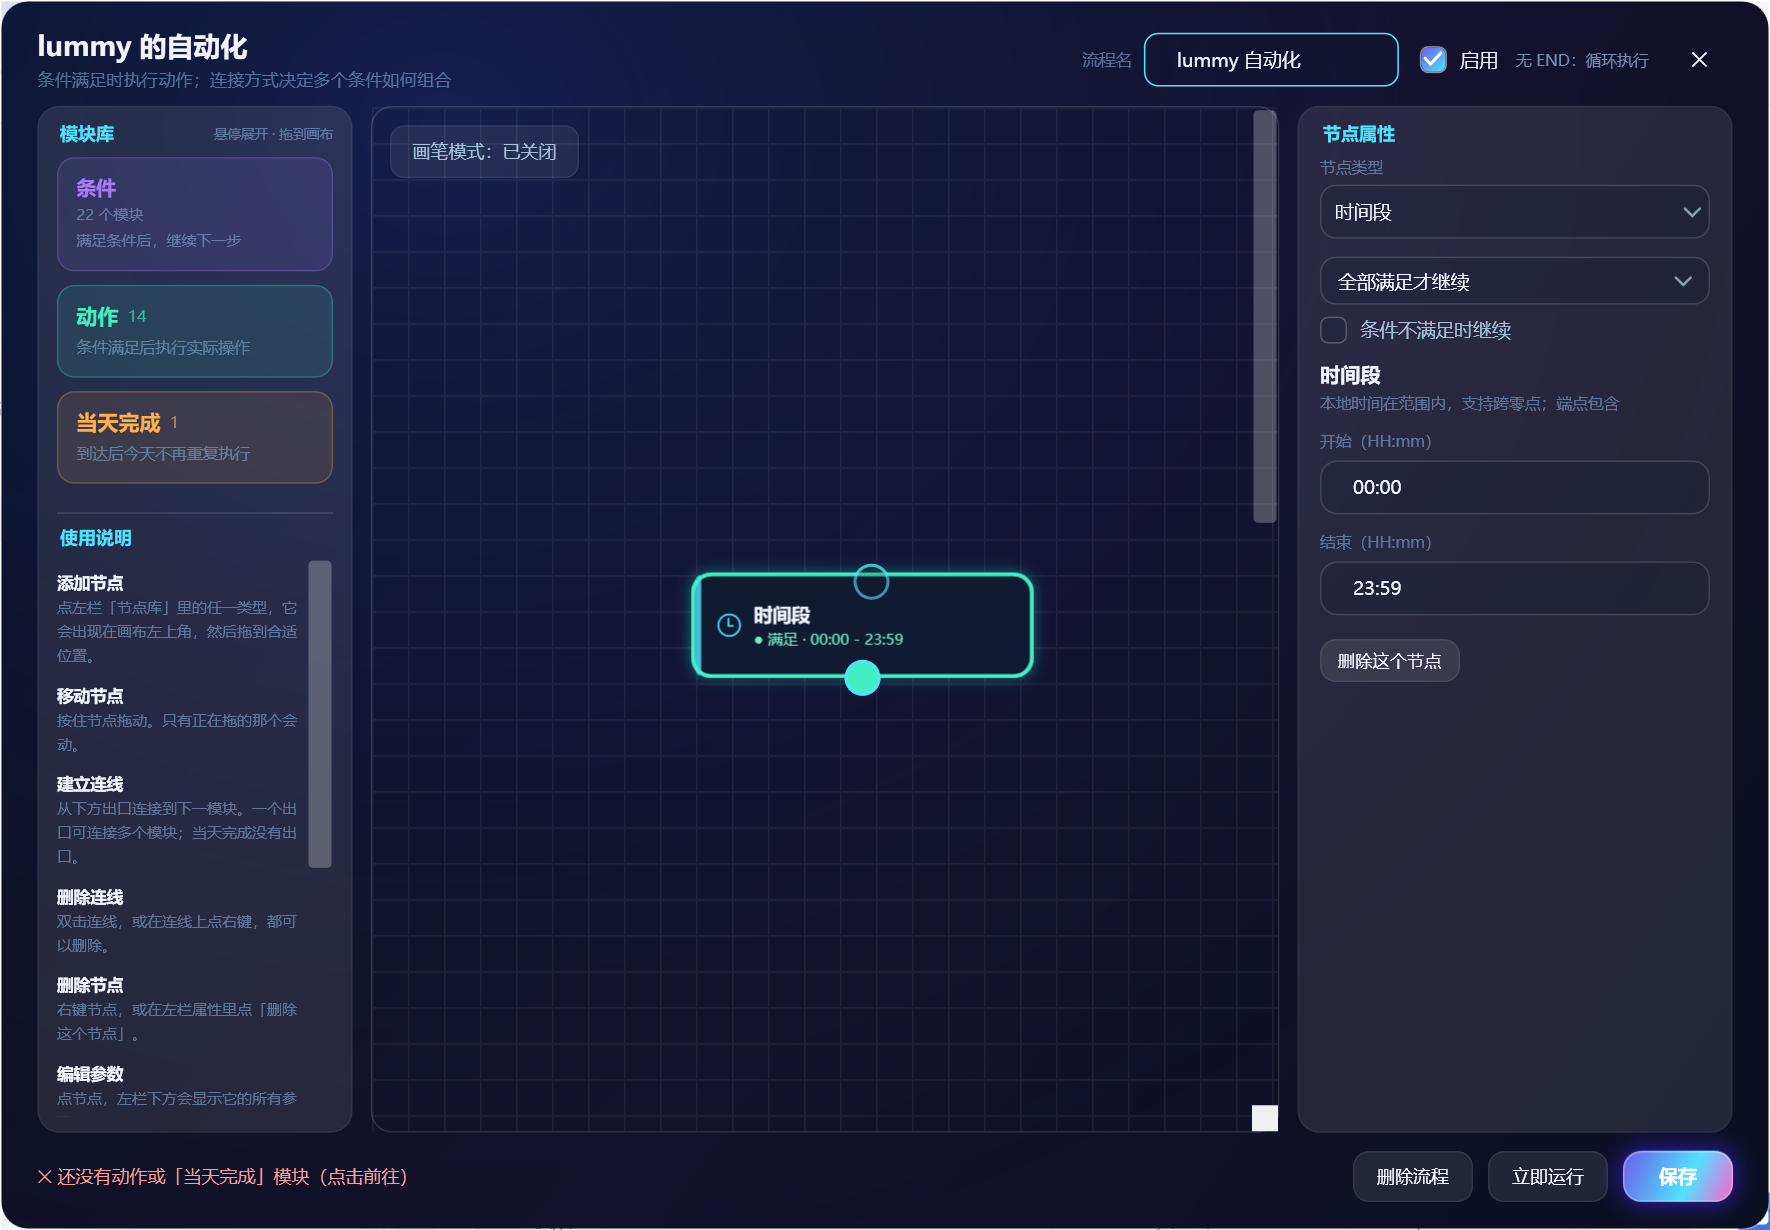 lummy 的自动化
条件满足时执行动作；连接方式决定多个条件如何组合
流程名
lummy 自动化
启用
无 END：循环执行
模块库
悬停展开 · 拖到画布
条件
22 个模块
满足条件后，继续下一步
动作 14
条件满足后执行实际操作
当天完成 1
到达后今天不再重复执行
使用说明
添加节点
点左栏「节点库」里的任一类型，它
会出现在画布左上角，然后拖到合适
位置。
移动节点
按住节点拖动。只有正在拖的那个会
动。
建立连线
从下方出口连接到下一模块。一个出
口可连接多个模块；当天完成没有出
口。
删除连线
双击连线，或在连线上点右键，都可
以删除。
删除节点
右键节点，或在左栏属性里点「删除
这个节点」。
编辑参数
点节点，左栏下方会显示它的所有参
画笔模式：已关闭
时间段
● 满足 · 00:00 - 23:59
节点属性
节点类型
时间段
全部满足才继续
条件不满足时继续
时间段
本地时间在范围内，支持跨零点；端点包含
开始（HH:mm）
00:00
结束（HH:mm）
23:59
删除这个节点
✕ 还没有动作或「当天完成」模块（点击前往）
删除流程
立即运行
保存